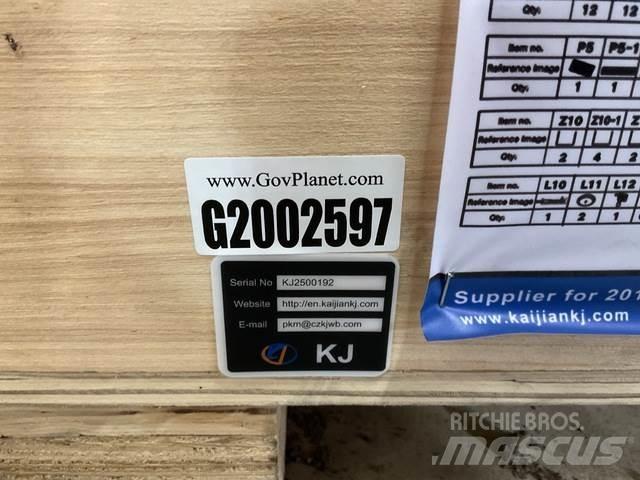 www.GovPlanet.com
G2002597
Serial No KJ2500192
Website http://en.kaijiankj.com
E-mail pkm@czkjwb.com
KJ
Qty. 12 12
Item no. P5 P5-1
Reference Image
Qty. 1 1
Item no. Z10 Z10-1 Z
Reference Image
Qty. 2 4 2
Item no. L10 L11 L12
Reference Image
Qty. 1 2 1
Supplier for 201
www.kaijiankj.com
RITCHIE BROS.
MASCUS